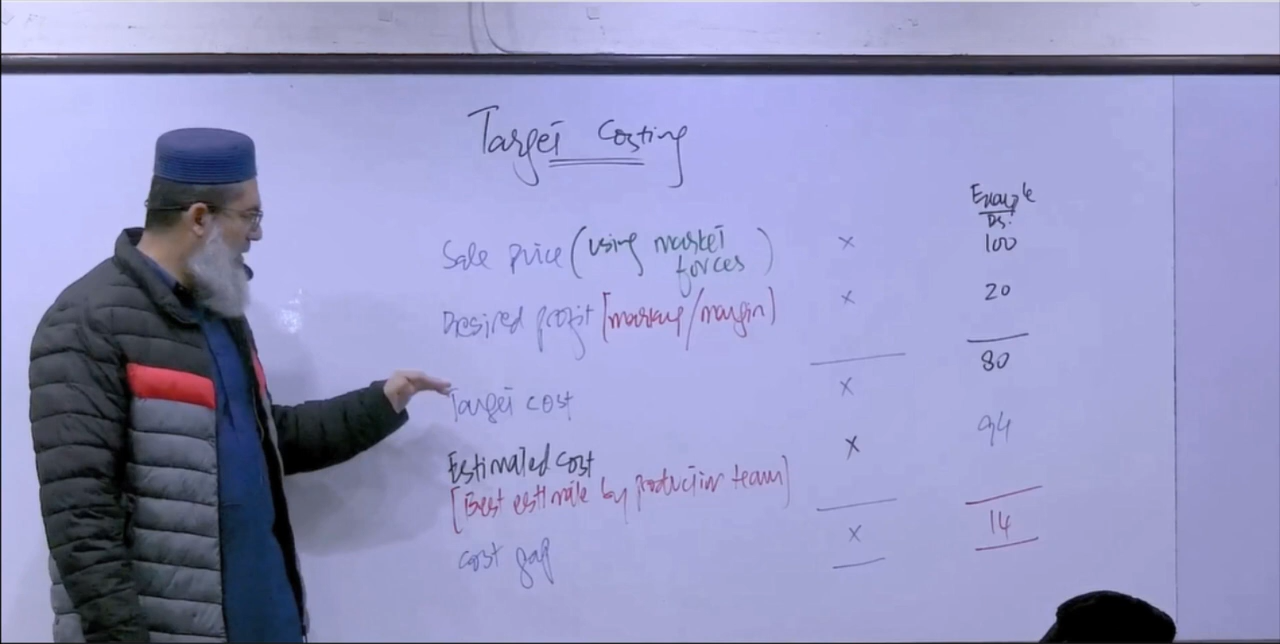 Target Costing
Example
Ds.
Sale price (using market forces) x 100
Desired profit [markup/margin] x 20
Target cost x 80
Estimated cost x 94
[Best estimate by production team]
Cost gap x 14